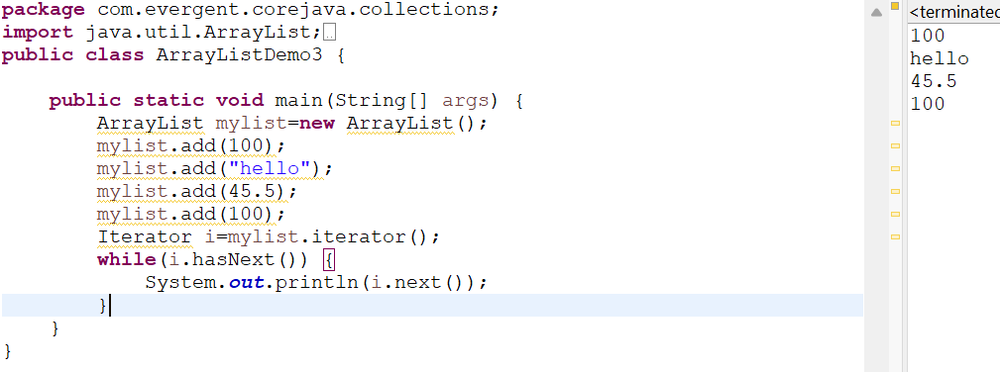 package com.evergent.corejava.collections;
import java.util.ArrayList;
public class ArrayListDemo3 {
    public static void main(String[] args) {
        ArrayList mylist=new ArrayList();
        mylist.add(100);
        mylist.add("hello");
        mylist.add(45.5);
        mylist.add(100);
        Iterator i=mylist.iterator();
        while(i.hasNext()) {
            System.out.println(i.next());
        }
    }
}
<terminated
100
hello
45.5
100